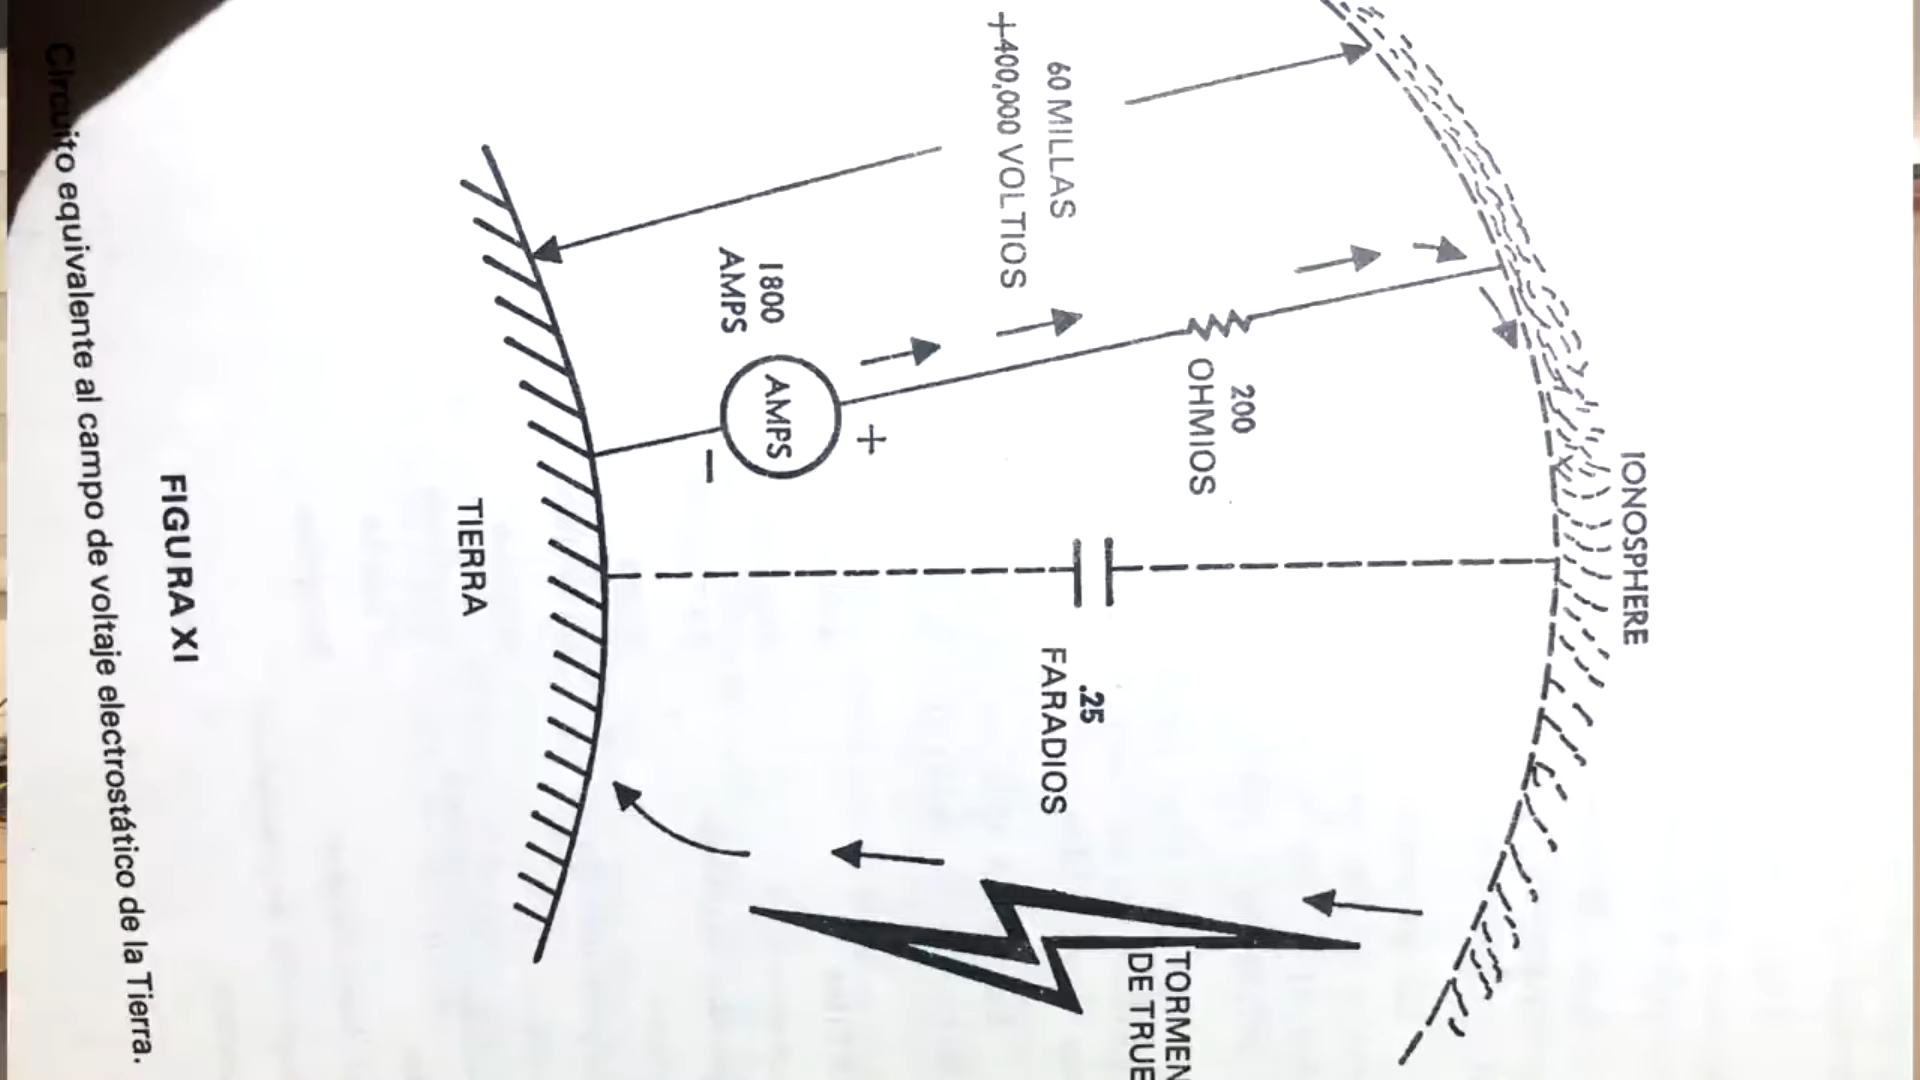 IONOSPHERE
60 MILLAS
+400,000 VOLTIOS
200
OHMIOS
.25
FARADIOS
TORMEN
DE TRUE
1800
AMPS
AMPS
+
−
TIERRA
FIGURA XI
Circuito equivalente al campo de voltaje electrostático de la Tierra.